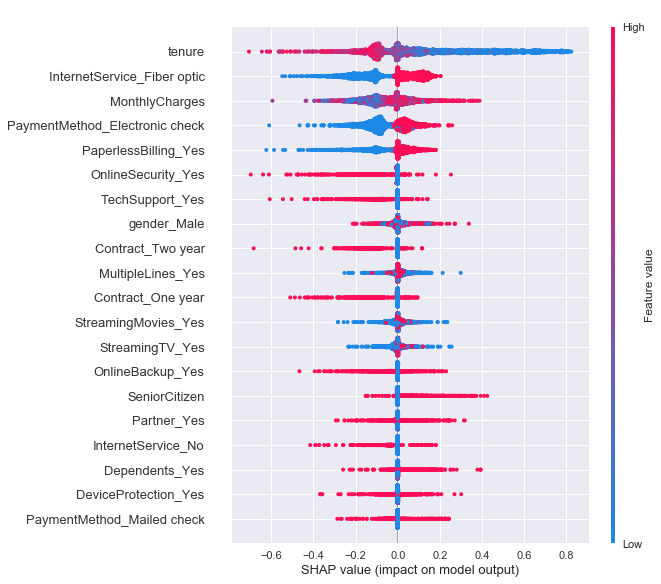 High
tenure
InternetService_Fiber optic
MonthlyCharges
PaymentMethod_Electronic check
PaperlessBilling_Yes
OnlineSecurity_Yes
TechSupport_Yes
gender_Male
Contract_Two year
MultipleLines_Yes
Contract_One year
StreamingMovies_Yes
StreamingTV_Yes
OnlineBackup_Yes
SeniorCitizen
Partner_Yes
InternetService_No
Dependents_Yes
DeviceProtection_Yes
PaymentMethod_Mailed check
Feature value
Low
−0.6 −0.4 −0.2 0.0 0.2 0.4 0.6 0.8
SHAP value (impact on model output)